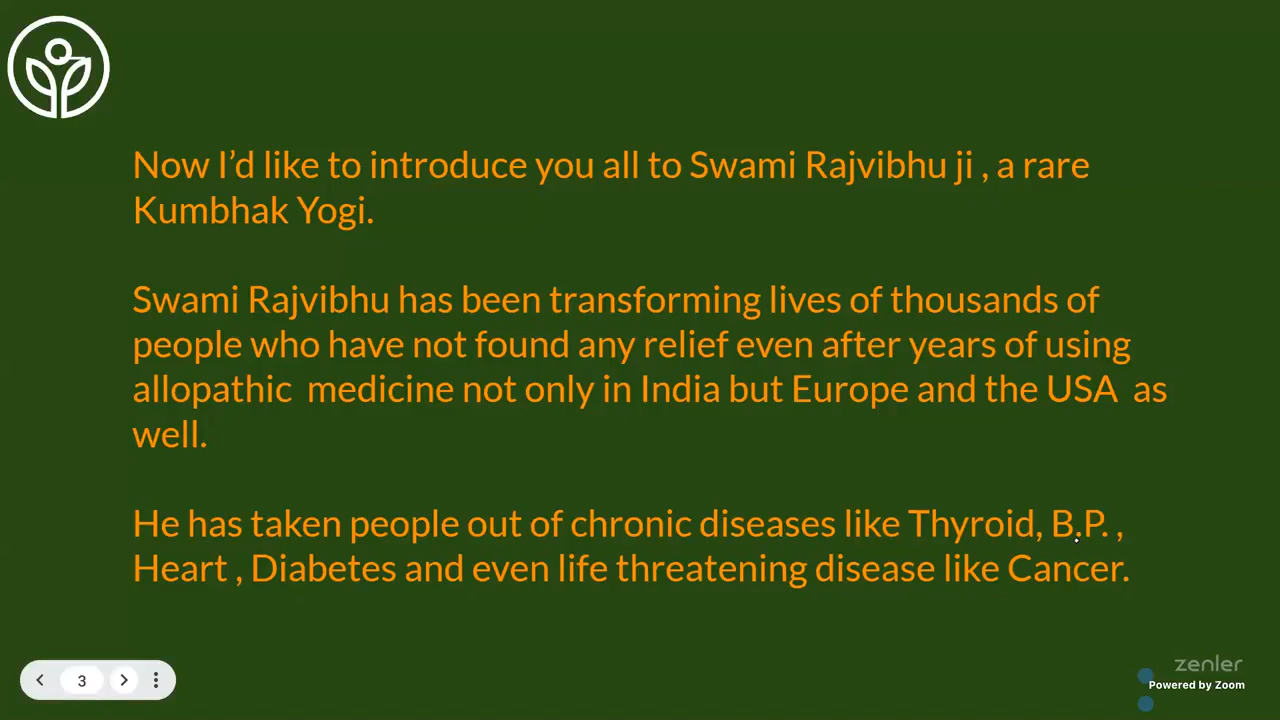 Now I’d like to introduce you all to Swami Rajvibhu ji , a rare
Kumbhak Yogi.
Swami Rajvibhu has been transforming lives of thousands of
people who have not found any relief even after years of using
allopathic  medicine not only in India but Europe and the USA  as
well.
He has taken people out of chronic diseases like Thyroid, B.P. ,
Heart , Diabetes and even life threatening disease like Cancer.
3
zenler
Powered by Zoom